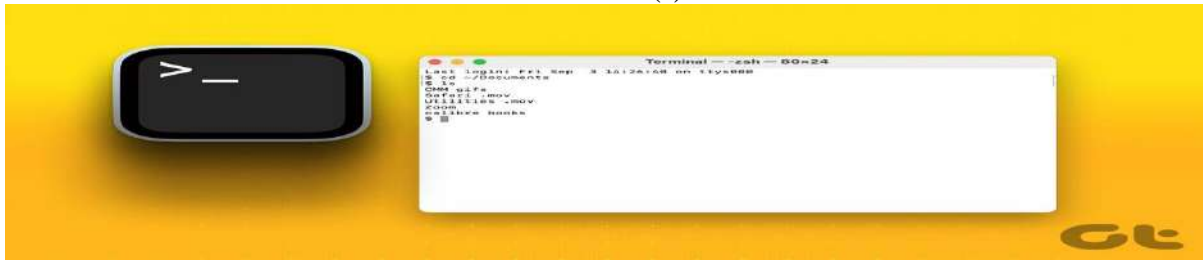 >_
Terminal — -zsh — 80×24
Last login: Fri Sep 3 14:26:48 on ttys000
$ cd ~/Documents
$ ls
OMM gifs
Safari .mov
Utilities .mov
Zoom
calibre books
$
GT